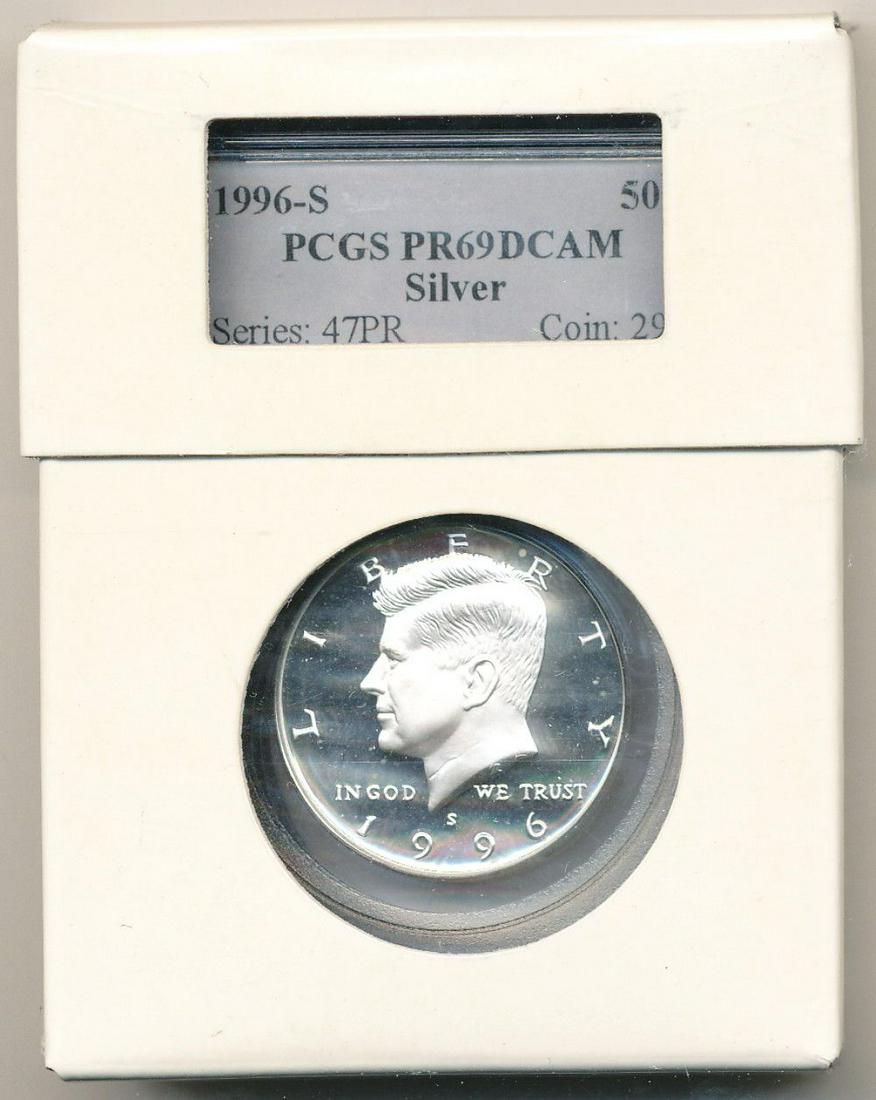 1996-S 50
PCGS PR69DCAM
Silver
Series: 47PR Coin: 29
LIBERTY
IN GOD WE TRUST
S
1996